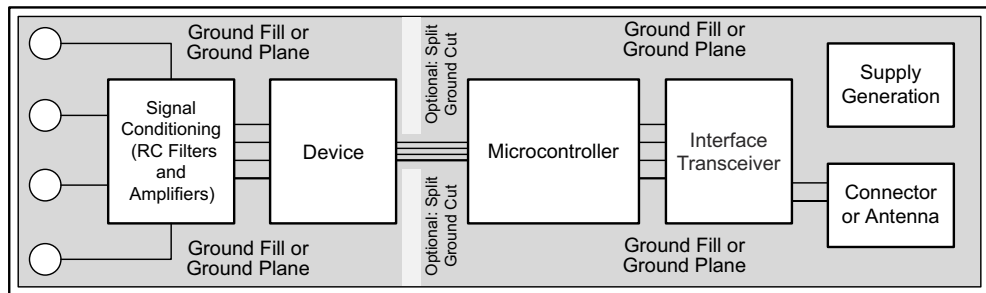 Ground Fill or
Ground Plane
Signal
Conditioning
(RC Filters
and
Amplifiers)
Ground Fill or
Ground Plane
Device
Optional: Split
Ground Cut
Optional: Split
Ground Cut
Ground Fill or
Ground Plane
Microcontroller
Interface
Transceiver
Ground Fill or
Ground Plane
Supply
Generation
Connector
or Antenna